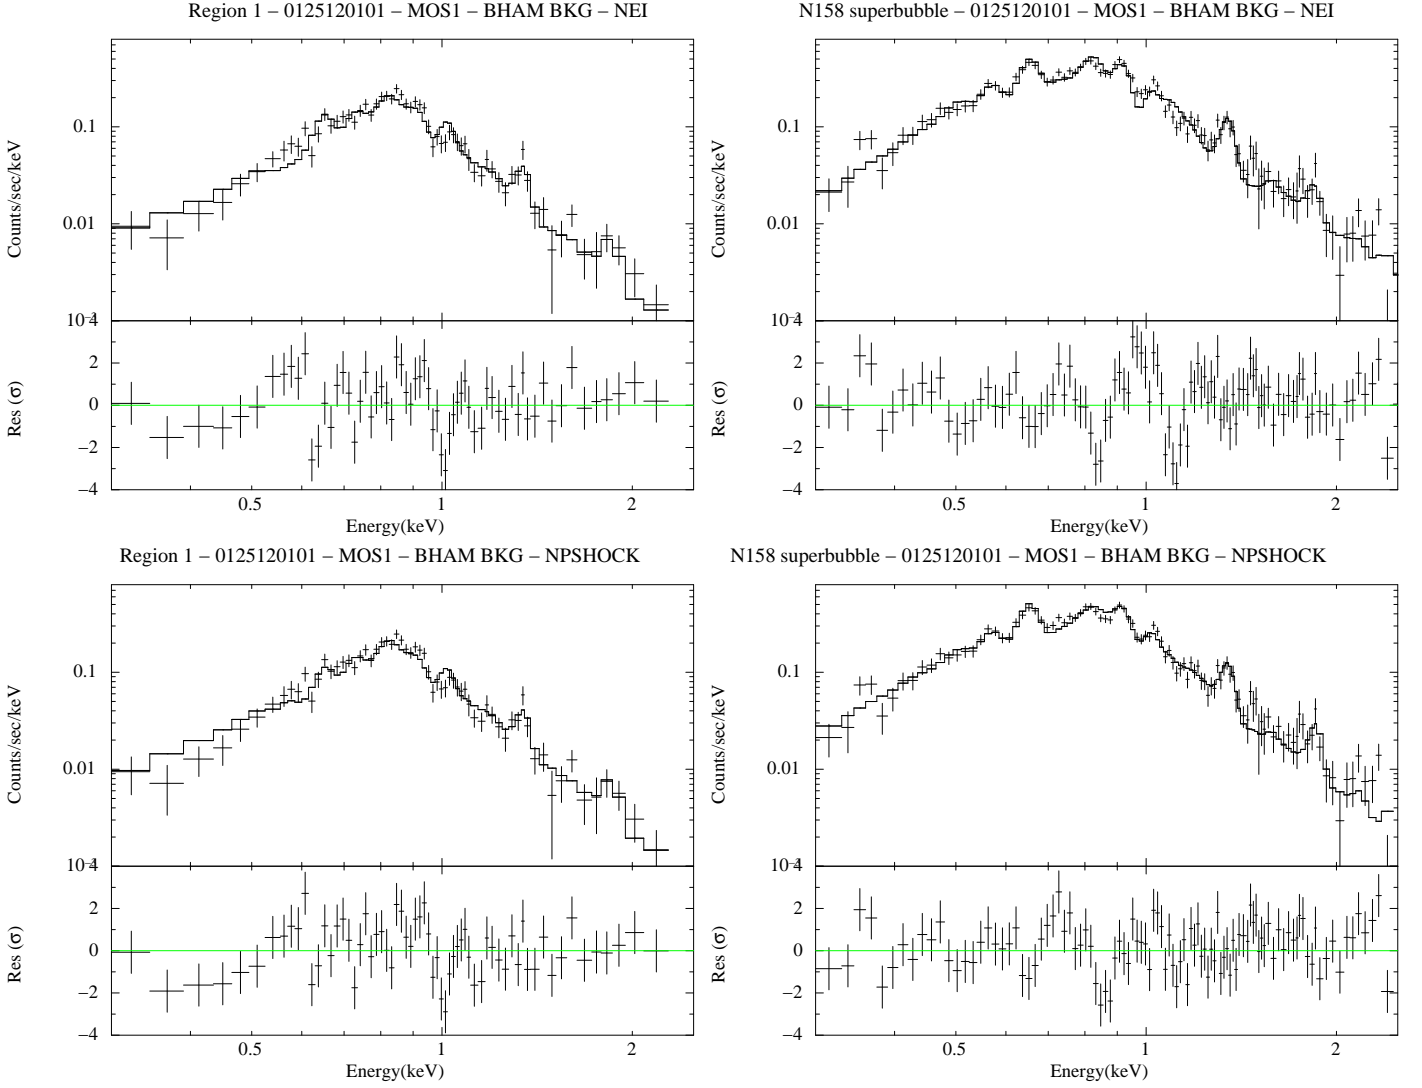 Region 1 – 0125120101 – MOS1 – BHAM BKG – NEI
N158 superbubble – 0125120101 – MOS1 – BHAM BKG – NEI
Counts/sec/keV
0.1
0.01
10⁻³
Res (σ)
4
2
0
−2
−4
0.5
1
2
Energy(keV)
Counts/sec/keV
0.1
0.01
10⁻³
Res (σ)
4
2
0
−2
−4
0.5
1
2
Energy(keV)
Region 1 – 0125120101 – MOS1 – BHAM BKG – NPSHOCK
N158 superbubble – 0125120101 – MOS1 – BHAM BKG – NPSHOCK
Counts/sec/keV
0.1
0.01
10⁻³
Res (σ)
4
2
0
−2
−4
0.5
1
2
Energy(keV)
Counts/sec/keV
0.1
0.01
10⁻³
Res (σ)
4
2
0
−2
−4
0.5
1
2
Energy(keV)